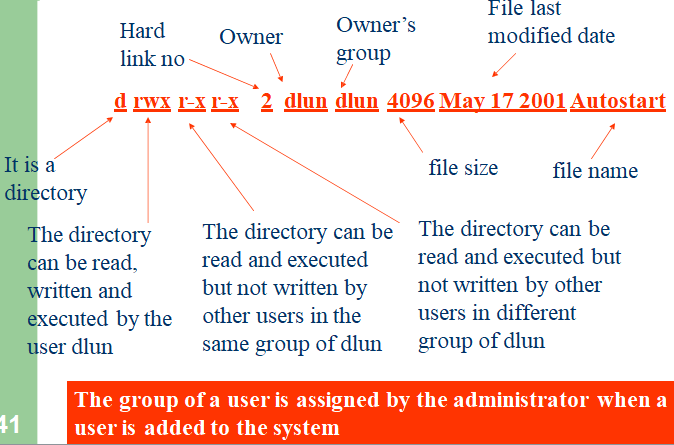 File last
modified date
Hard
link no
Owner
Owner's
group
d rwx r-x r-x 2 dlun dlun 4096 May 17 2001 Autostart
It is a
directory
file size
file name
The directory
can be read,
written and
executed by the
user dlun
The directory can be
read and executed
but not written by
other users in the
same group of dlun
The directory can be
read and executed but
not written by other
users in different
group of dlun
The group of a user is assigned by the administrator when a
user is added to the system
41